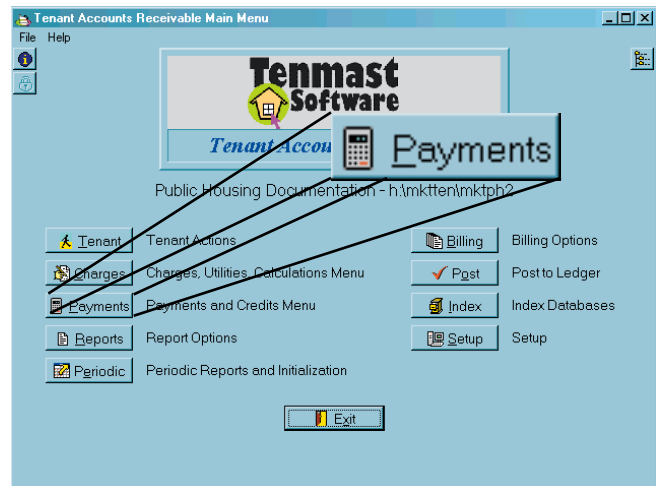 Tenant Accounts Receivable Main Menu
File Help
Tenmast
Software
Tenant Accou
Payments
Public Housing Documentation - h:\mktten\mktph2
Tenant Tenant Actions
Billing Billing Options
Charges Charges, Utilities, Calculations Menu
Post Post to Ledger
Payments Payments and Credits Menu
Index Index Databases
Reports Report Options
Setup Setup
Periodic Periodic Reports and Initialization
Exit